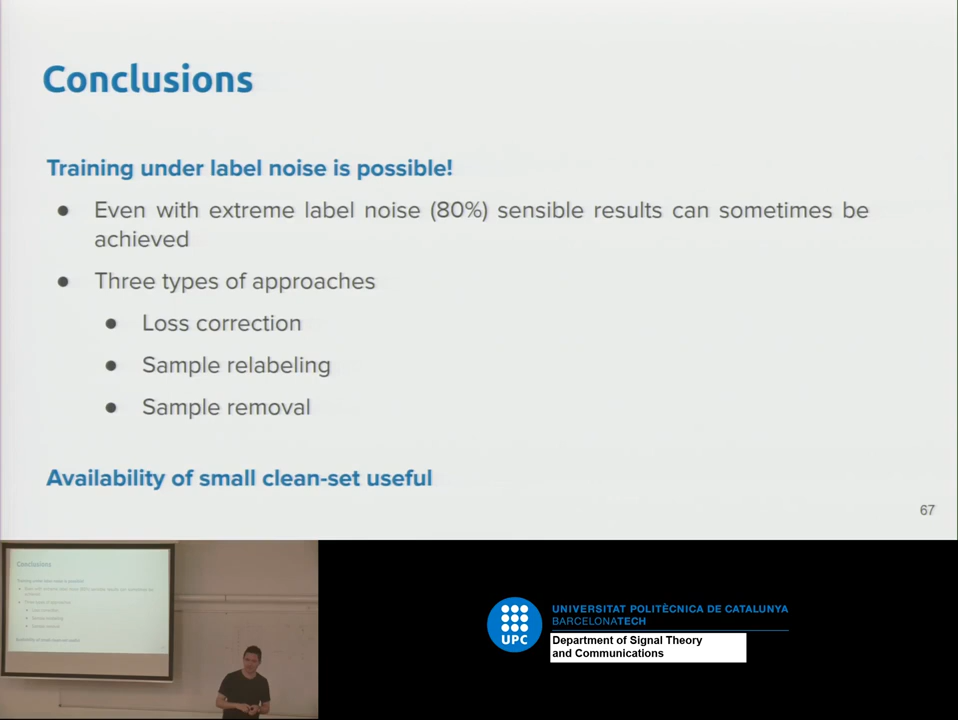 Conclusions
Training under label noise is possible!
● Even with extreme label noise (80%) sensible results can sometimes be
achieved
● Three types of approaches
● Loss correction
● Sample relabeling
● Sample removal
Availability of small clean-set useful
67
Conclusions
UNIVERSITAT POLITÈCNICA DE CATALUNYA
BARCELONATECH
UPC
Department of Signal Theory
and Communications